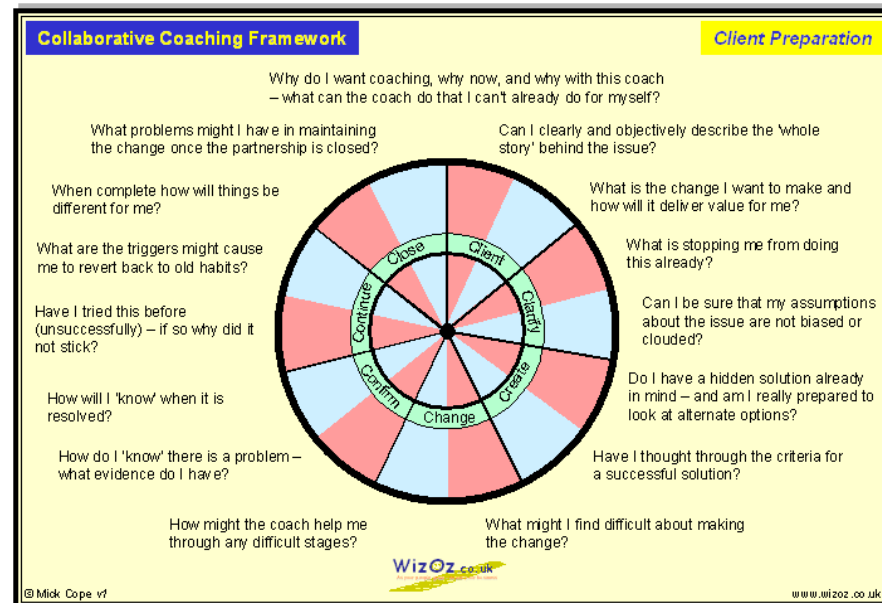 Collaborative Coaching Framework
Client Preparation
Why do I want coaching, why now, and why with this coach
– what can the coach do that I can't already do for myself?
What problems might I have in maintaining
the change once the partnership is closed?
Can I clearly and objectively describe the 'whole
story' behind the issue?
When complete how will things be
different for me?
What is the change I want to make and
how will it deliver value for me?
What are the triggers might cause
me to revert back to old habits?
What is stopping me from doing
this already?
Have I tried this before
(unsuccessfully) – if so why did it
not stick?
Can I be sure that my assumptions
about the issue are not biased or
clouded?
How will I 'know' when it is
resolved?
Do I have a hidden solution already
in mind – and am I really prepared to
look at alternate options?
How do I 'know' there is a problem –
what evidence do I have?
Have I thought through the criteria for
a successful solution?
How might the coach help me
through any difficult stages?
What might I find difficult about making
the change?
Client
Clarify
Create
Change
Confirm
Continue
Close
WizOz.co.uk
© Mick Cope v1
www.wizoz.co.uk